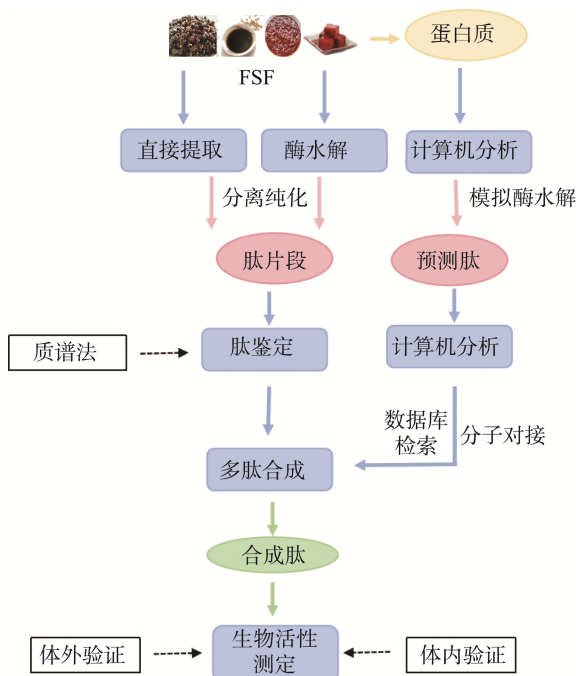 蛋白质
FSF
直接提取
酶水解
计算机分析
分离纯化
模拟酶水解
肽片段
预测肽
质谱法
肽鉴定
计算机分析
数据库
检索
分子对接
多肽合成
合成肽
体外验证
生物活性
测定
体内验证